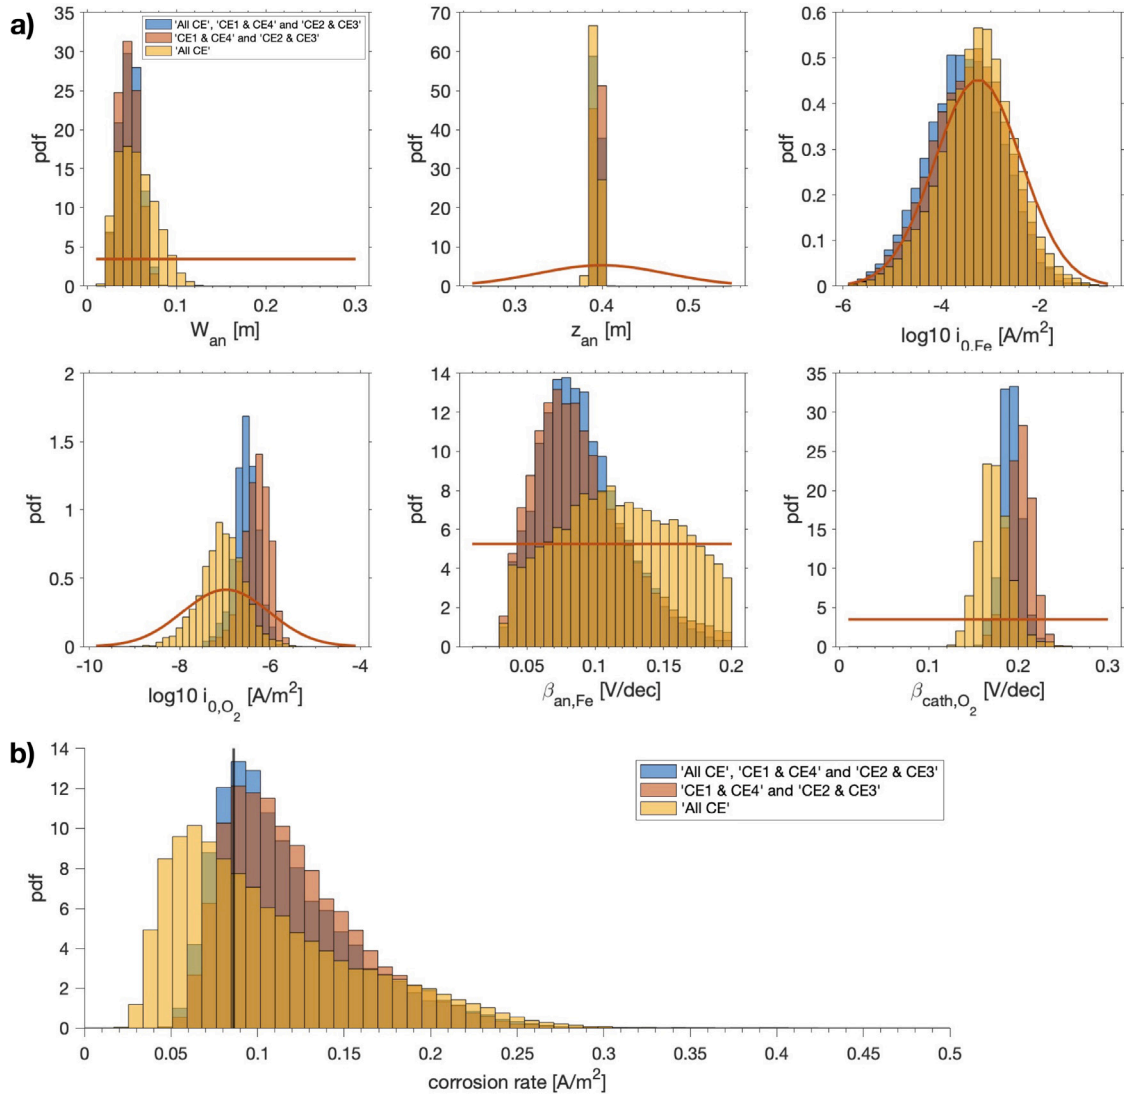 a)
'All CE', 'CE1 & CE4' and 'CE2 & CE3'
'CE1 & CE4' and 'CE2 & CE3'
'All CE'
35
30
25
20
15
10
5
0
pdf
0 0.1 0.2 0.3
W_an [m]
70
60
50
40
30
20
10
0
pdf
0.3 0.4 0.5
z_an [m]
0.6
0.5
0.4
0.3
0.2
0.1
0
pdf
-6 -4 -2
log10 i_0,Fe [A/m²]
2
1.5
1
0.5
0
pdf
-10 -8 -6 -4
log10 i_0,O₂ [A/m²]
14
12
10
8
6
4
2
0
pdf
0.05 0.1 0.15 0.2
β_an,Fe [V/dec]
35
30
25
20
15
10
5
0
pdf
0 0.1 0.2 0.3
β_cath,O₂ [V/dec]
b)
'All CE', 'CE1 & CE4' and 'CE2 & CE3'
'CE1 & CE4' and 'CE2 & CE3'
'All CE'
14
12
10
8
6
4
2
0
pdf
0 0.05 0.1 0.15 0.2 0.25 0.3 0.35 0.4 0.45 0.5
corrosion rate [A/m²]